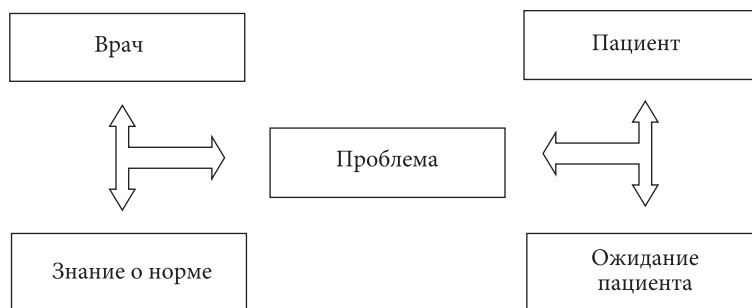 Врач
Пациент
Проблема
Знание о норме
Ожидание
пациента